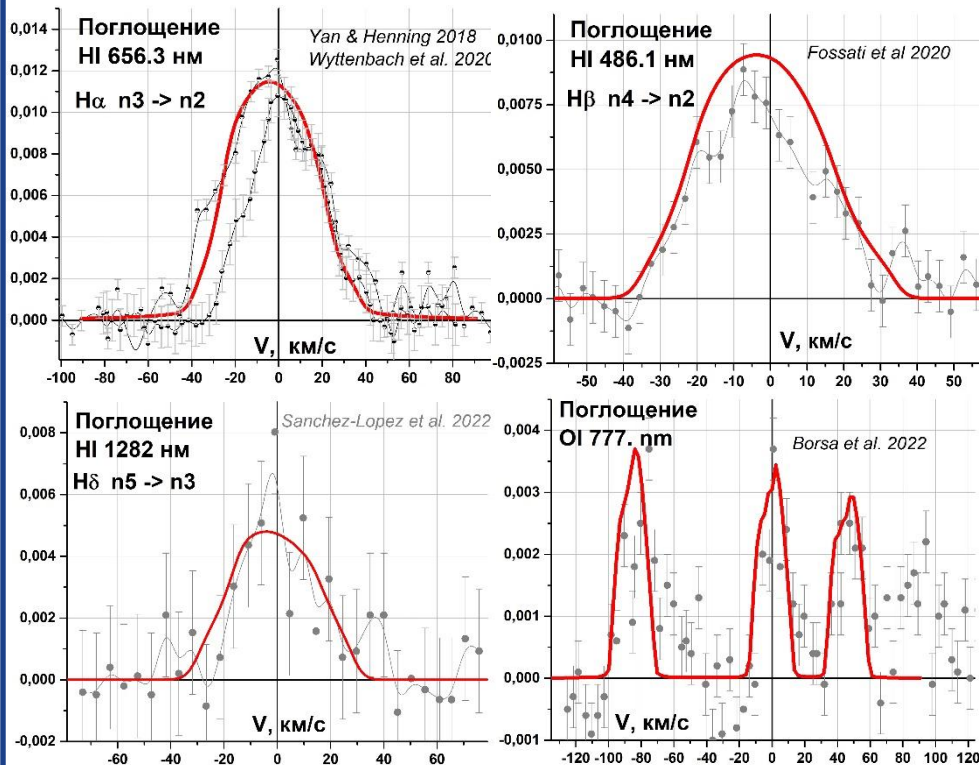 Поглощение
HI 656.3 нм
Hα n3 -> n2
Yan & Henning 2018
Wyttenbach et al. 2020
0,014
0,012
0,010
0,008
0,006
0,004
0,002
0,000
-100 -80 -60 -40 -20 0 20 40 60 80
V, км/с
Поглощение
HI 486.1 нм
Hβ n4 -> n2
Fossati et al 2020
0,0100
0,0075
0,0050
0,0025
0,0000
-0,0025
-50 -40 -30 -20 -10 0 10 20 30 40 50
V, км/с
Поглощение
HI 1282 нм
Hδ n5 -> n3
Sanchez-Lopez et al. 2022
0,008
0,006
0,004
0,002
0,000
-0,002
-60 -40 -20 0 20 40 60
V, км/с
Поглощение
OI 777. nm
Borsa et al. 2022
0,004
0,003
0,002
0,001
0,000
-0,001
-120 -100 -80 -60 -40 -20 0 20 40 60 80 100 120
V, км/с